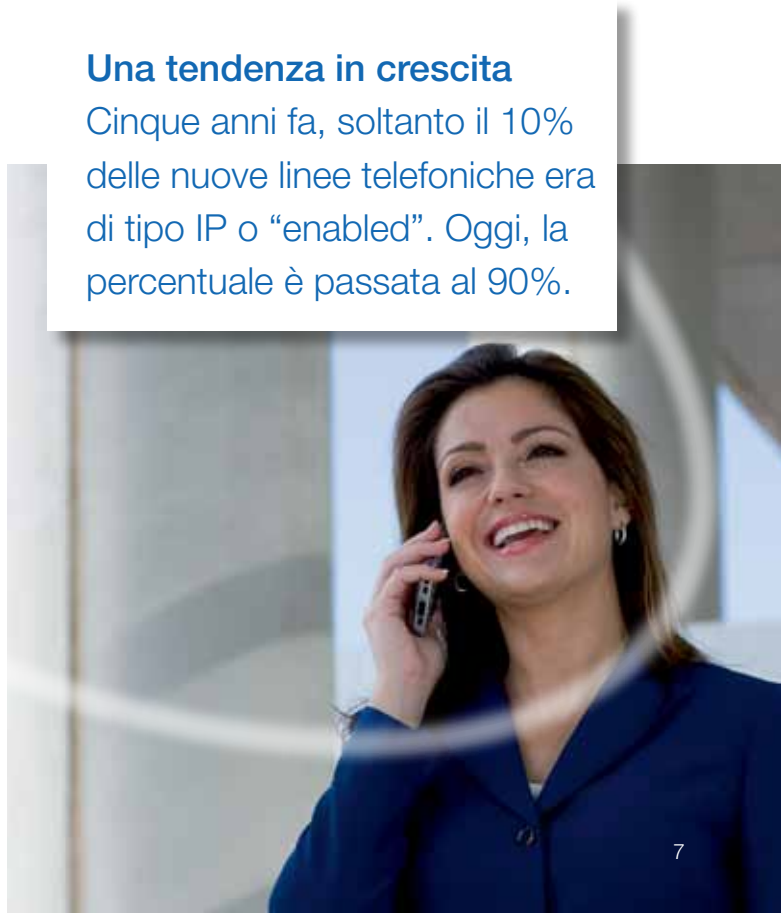 Una tendenza in crescita
Cinque anni fa, soltanto il 10%
delle nuove linee telefoniche era
di tipo IP o “enabled”. Oggi, la
percentuale è passata al 90%.
7